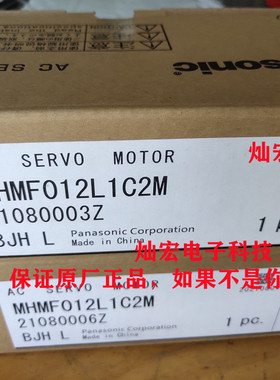 sonic
AC SE
灿宏
SERVO MOTOR
HMF012L1C2M
21080003Z
1
BJH L
Panasonic Corporation
Made in China
灿宏电子科技
保证原厂正品，如果不是你
AC SERVO MOTOR
MHMF012L1C2M
21080006Z
1 pc.
BJH L
Panasonic Corporation
Made in China